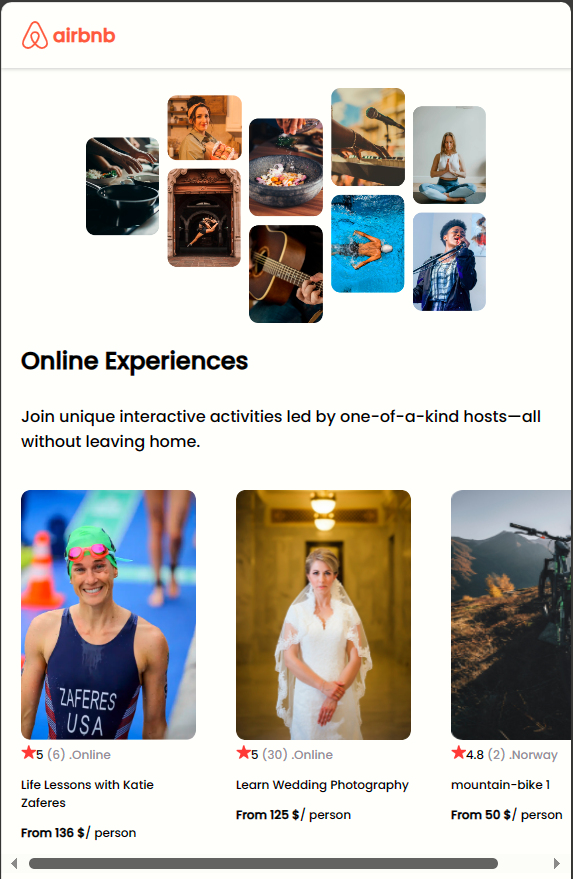 airbnb
Online Experiences
Join unique interactive activities led by one-of-a-kind hosts—all
without leaving home.
ZAFERES
USA
5 (6) .Online
Life Lessons with Katie
Zaferes
From 136 $/ person
5 (30) .Online
Learn Wedding Photography
From 125 $/ person
4.8 (2) .Norway
mountain-bike 1
From 50 $/ person